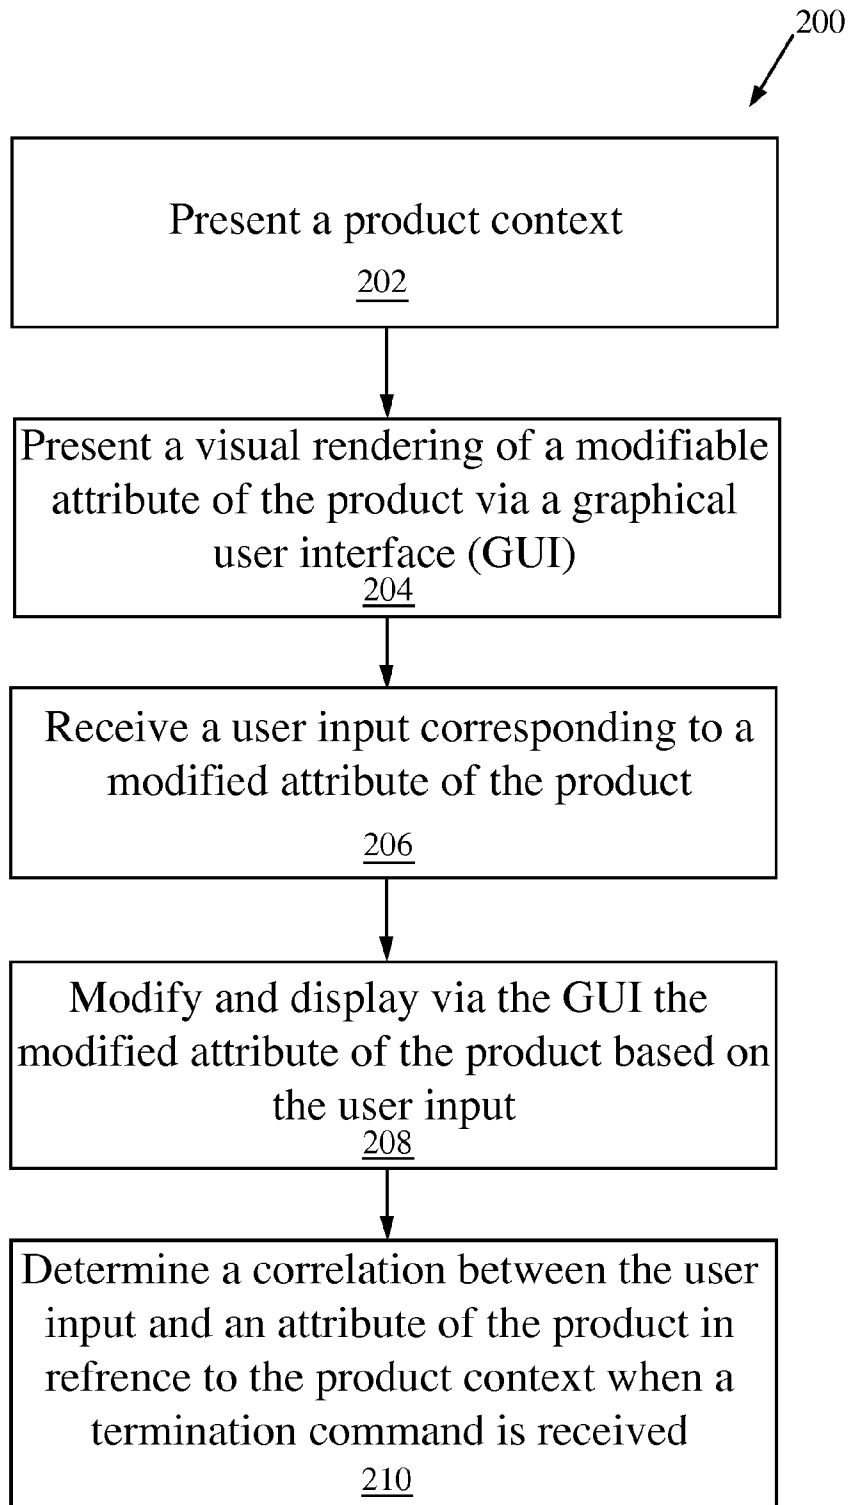 200
Present a product context
202
Present a visual rendering of a modifiable
attribute of the product via a graphical
user interface (GUI)
204
Receive a user input corresponding to a
modified attribute of the product
206
Modify and display via the GUI the
modified attribute of the product based on
the user input
208
Determine a correlation between the user
input and an attribute of the product in
refrence to the product context when a
termination command is received
210